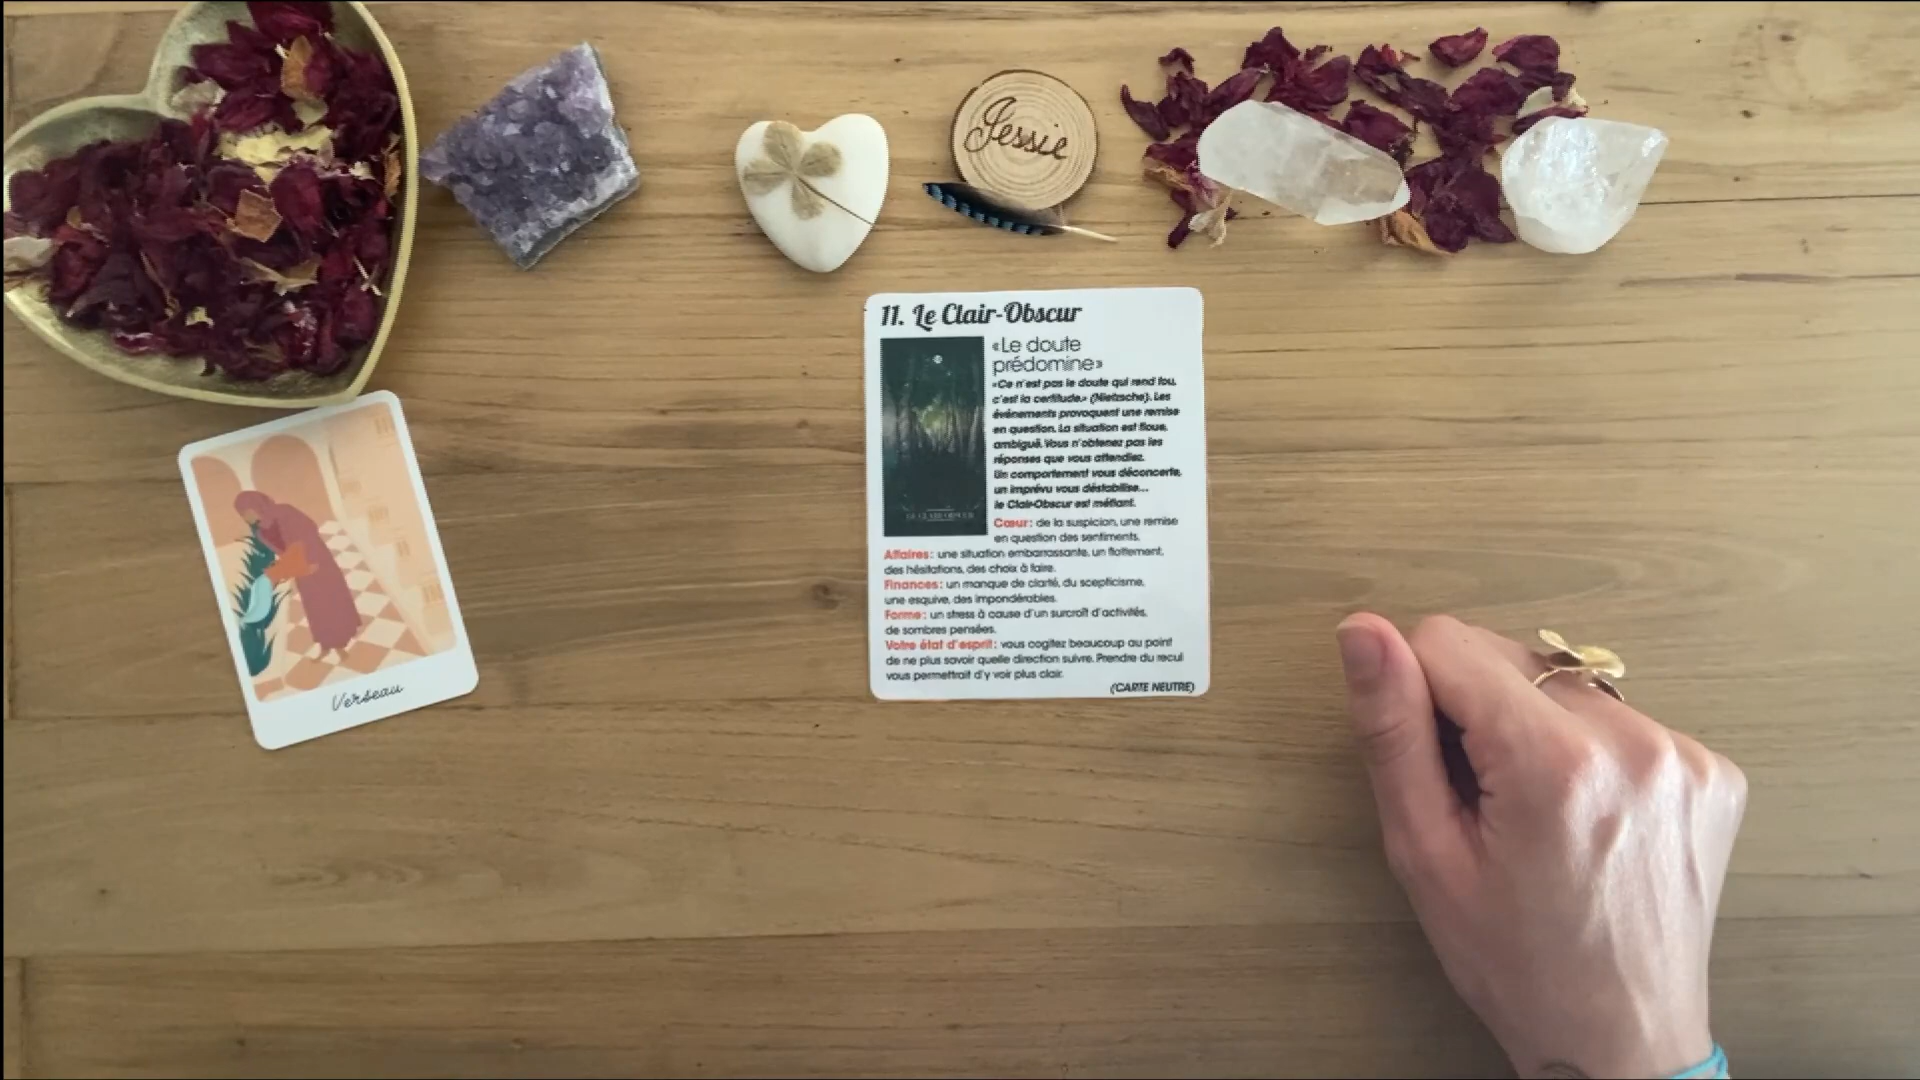 Jessie
11. Le Clair-Obscur
«Le doute
prédomine»
«Ce n'est pas le doute qui rend fou,
c'est la certitude.» (Nietzsche). Les
événements provoquent une remise
en question. La situation est floue,
ambiguë. Vous n'obtenez pas les
réponses que vous attendiez.
Un comportement vous déconcerte,
un imprévu vous déstabilise...
le Clair-Obscur est méfiant.
Cœur : de la suspicion, une remise
en question des sentiments.
Affaires : une situation embarrassante, un flottement,
des hésitations, des choix à faire.
Finances : un manque de clarté, du scepticisme,
une esquive, des impondérables.
Forme : un stress à cause d'un surcroît d'activités,
de sombres pensées.
Votre état d'esprit : vous cogitez beaucoup au point
de ne plus savoir quelle direction suivre. Prendre du recul
vous permettrait d'y voir plus clair.
(CARTE NEUTRE)
LE CLAIR-OBSCUR
Verseau